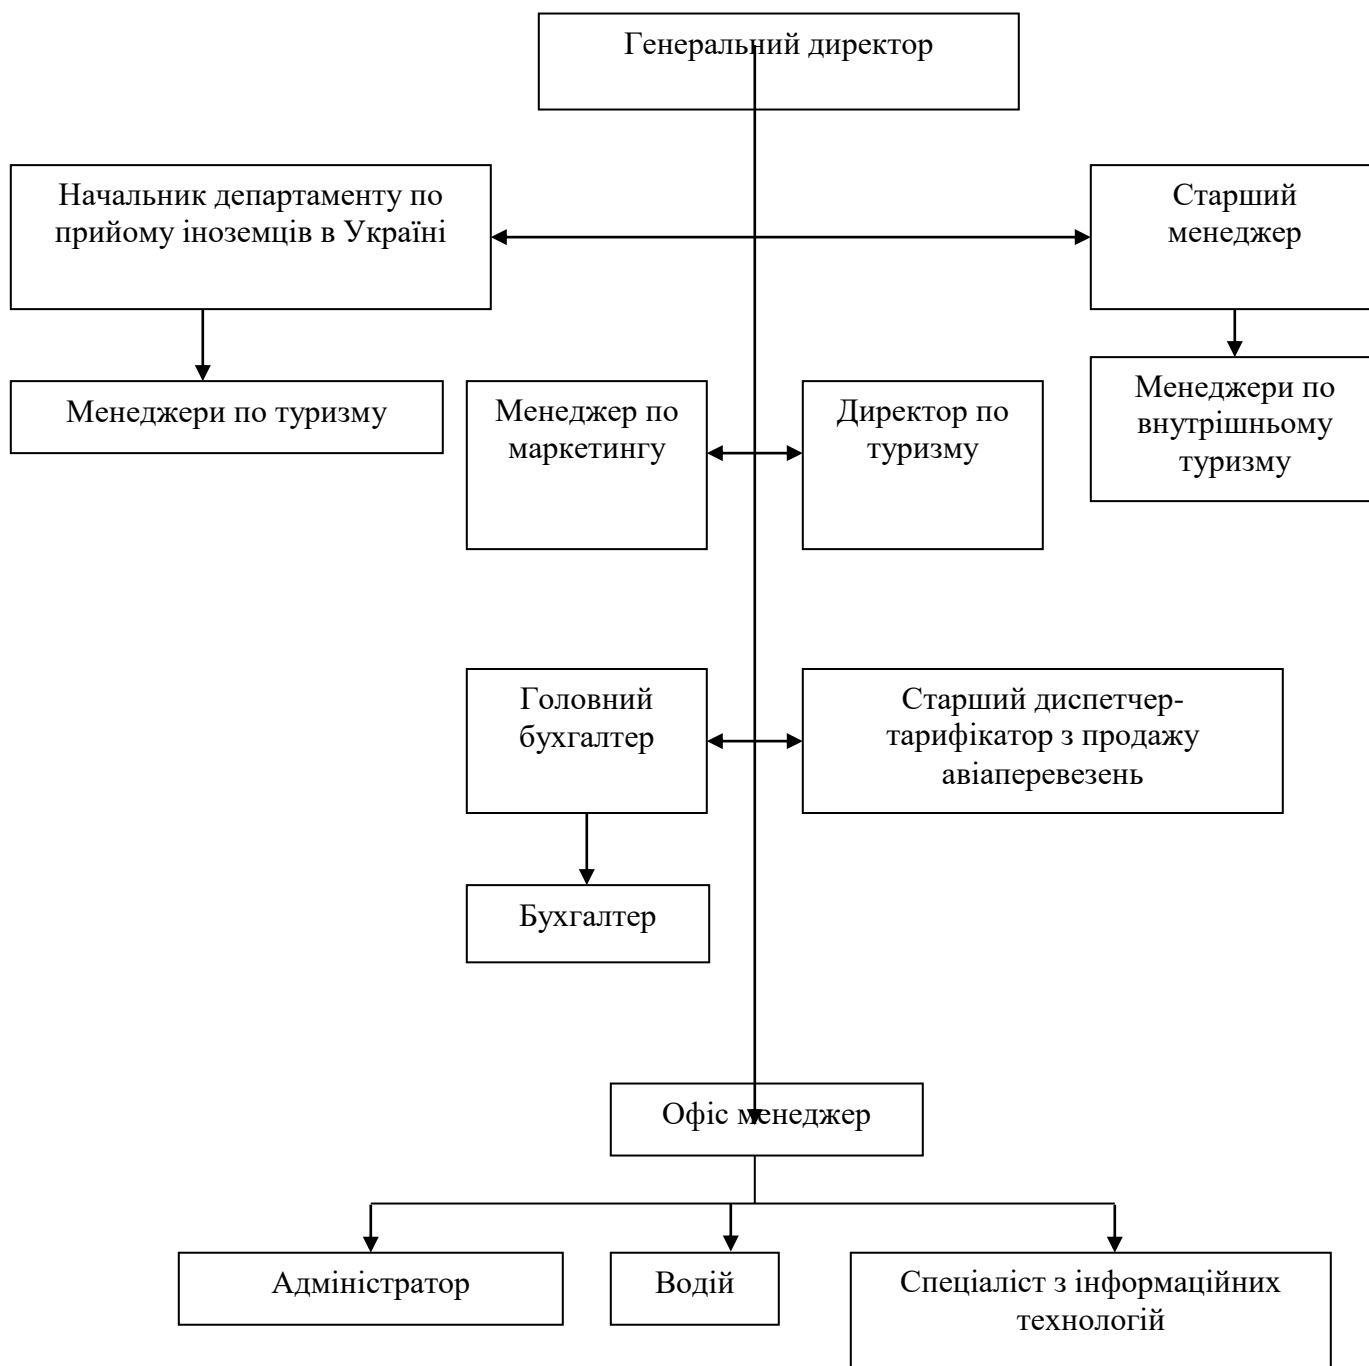 Генеральний директор
Начальник департаменту по
прийому іноземців в Україні
Старший
менеджер
Менеджери по туризму
Менеджер по
маркетингу
Директор по
туризму
Менеджери по
внутрішньому
туризму
Головний
бухгалтер
Старший диспетчер-
тарифікатор з продажу
авіаперевезень
Бухгалтер
Офіс менеджер
Адміністратор
Водій
Спеціаліст з інформаційних
технологій